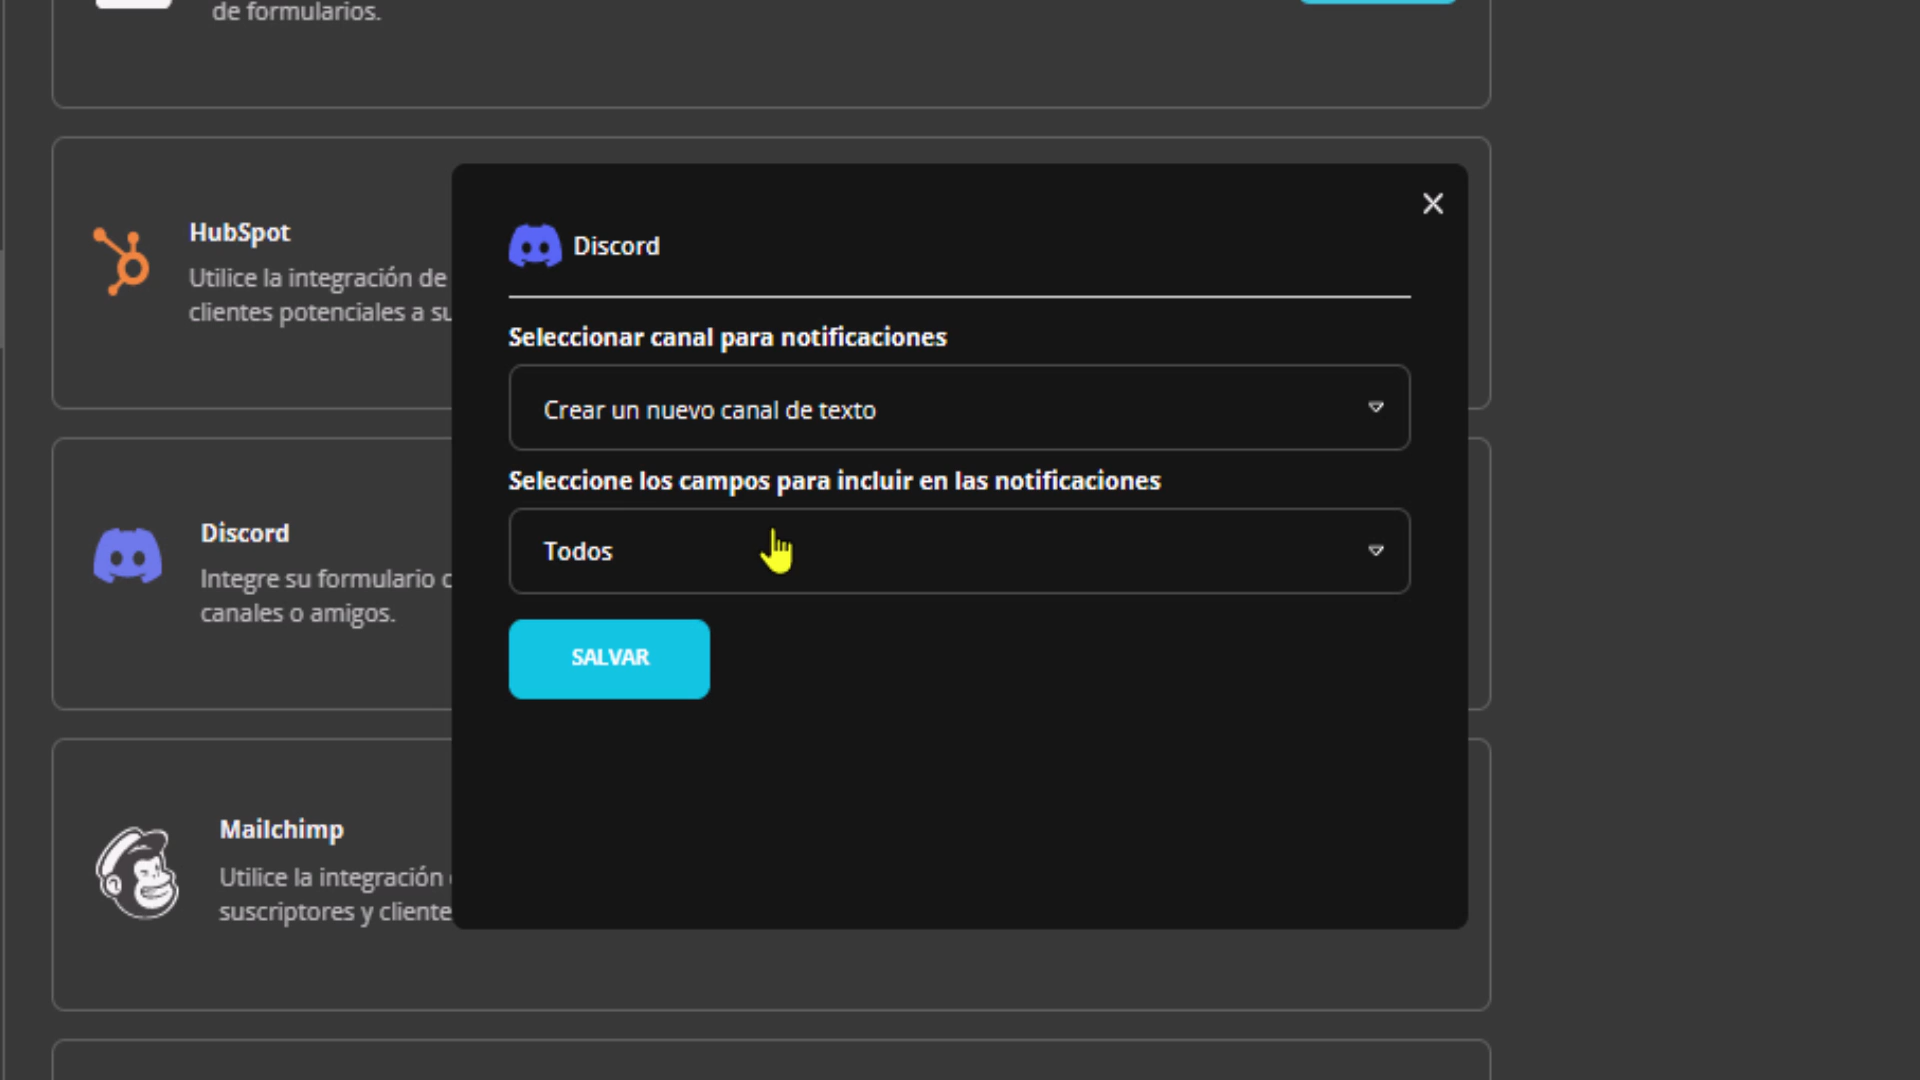 de formularios.
HubSpot
Utilice la integración de
clientes potenciales a su
Discord
Integre su formulario
canales o amigos.
Mailchimp
Utilice la integración
suscriptores y cliente
Discord
Seleccionar canal para notificaciones
Crear un nuevo canal de texto
Seleccione los campos para incluir en las notificaciones
Todos
SALVAR